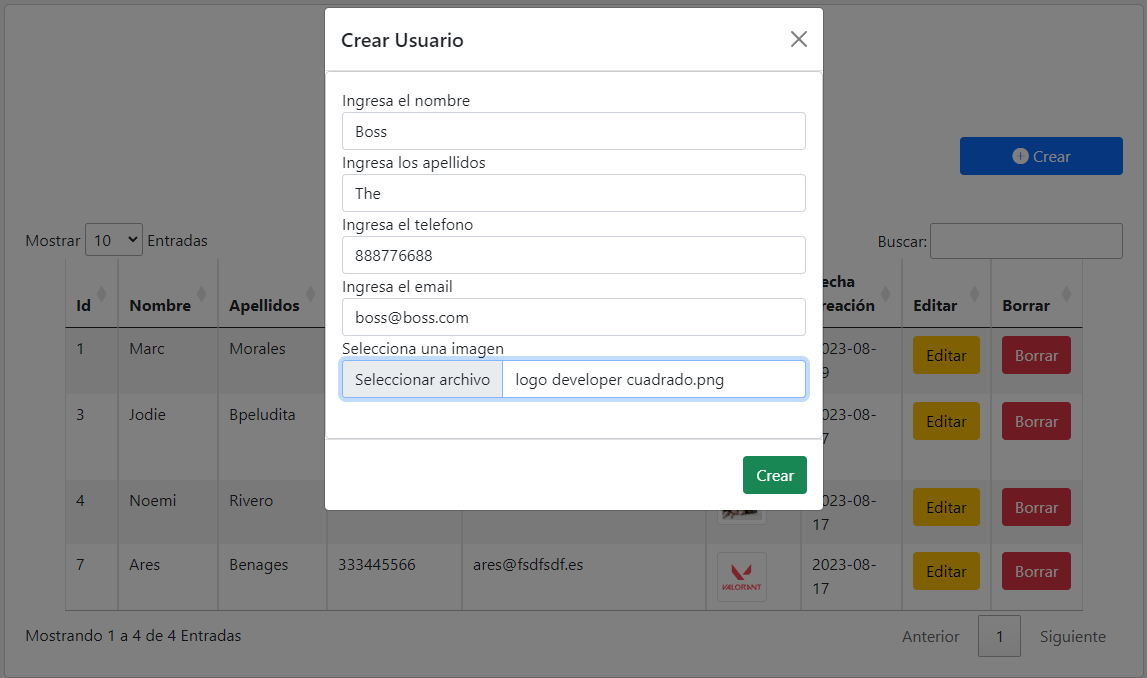 Crear Usuario
Ingresa el nombre
Boss
Ingresa los apellidos
The
Ingresa el telefono
888776688
Ingresa el email
boss@boss.com
Selecciona una imagen
Seleccionar archivo logo developer cuadrado.png
Crear
Crear
Mostrar 10 Entradas
Buscar:
Id Nombre Apellidos echa reación Editar Borrar
1 Marc Morales 023-08- 9 Editar Borrar
3 Jodie Bpeludita 023-08- 7 Editar Borrar
4 Noemi Rivero 023-08- 17 Editar Borrar
7 Ares Benages 333445566 ares@fsdfsdf.es VALORANT 2023-08- 17 Editar Borrar
Mostrando 1 a 4 de 4 Entradas
Anterior 1 Siguiente